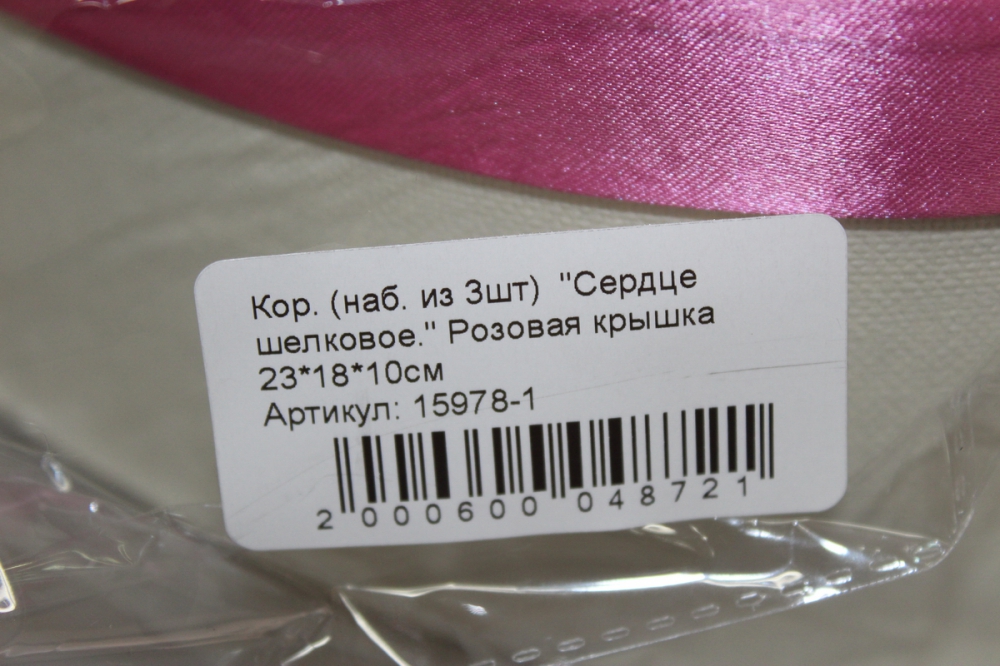 Кор. (наб. из 3шт) "Сердце
шелковое." Розовая крышка
23*18*10см
Артикул: 15978-1
2 000600 048721